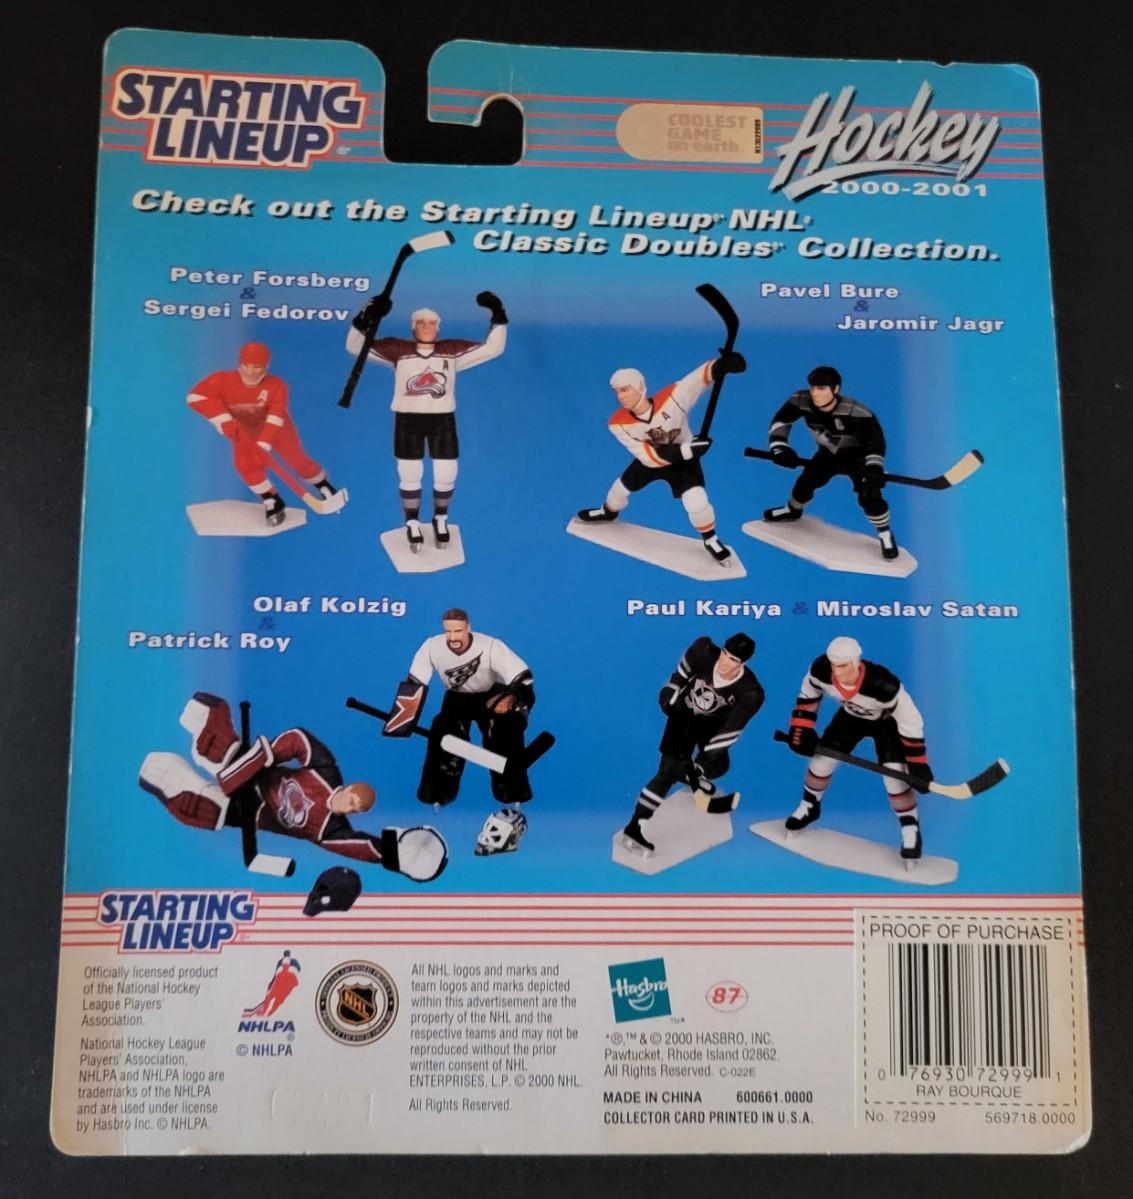 STARTING
LINEUP
COOLEST
GAME
on earth
Hockey
2000-2001
Check out the Starting Lineup® NHL®
Classic Doubles® Collection.
Peter Forsberg
&
Sergei Fedorov
Pavel Bure
&
Jaromir Jagr
Olaf Kolzig
&
Patrick Roy
Paul Kariya & Miroslav Satan
STARTING
LINEUP
Officially licensed product
of the National Hockey
League Players'
Association.
National Hockey League
Players' Association,
NHLPA and NHLPA logo are
trademarks of the NHLPA
and are used under license
by Hasbro Inc. © NHLPA.
NHLPA
© NHLPA
NHL
All NHL logos and marks and
team logos and marks depicted
within this advertisement are the
property of the NHL and the
respective teams and may not be
reproduced without the prior
written consent of NHL
ENTERPRISES, L.P. © 2000 NHL.
All Rights Reserved.
Hasbro
87
*®,™ & © 2000 HASBRO, INC.
Pawtucket, Rhode Island 02862.
All Rights Reserved. C-022E
MADE IN CHINA 600661.0000
COLLECTOR CARD PRINTED IN U.S.A.
PROOF OF PURCHASE
0 76930 72999 1
RAY BOURQUE
No. 72999 569718.0000